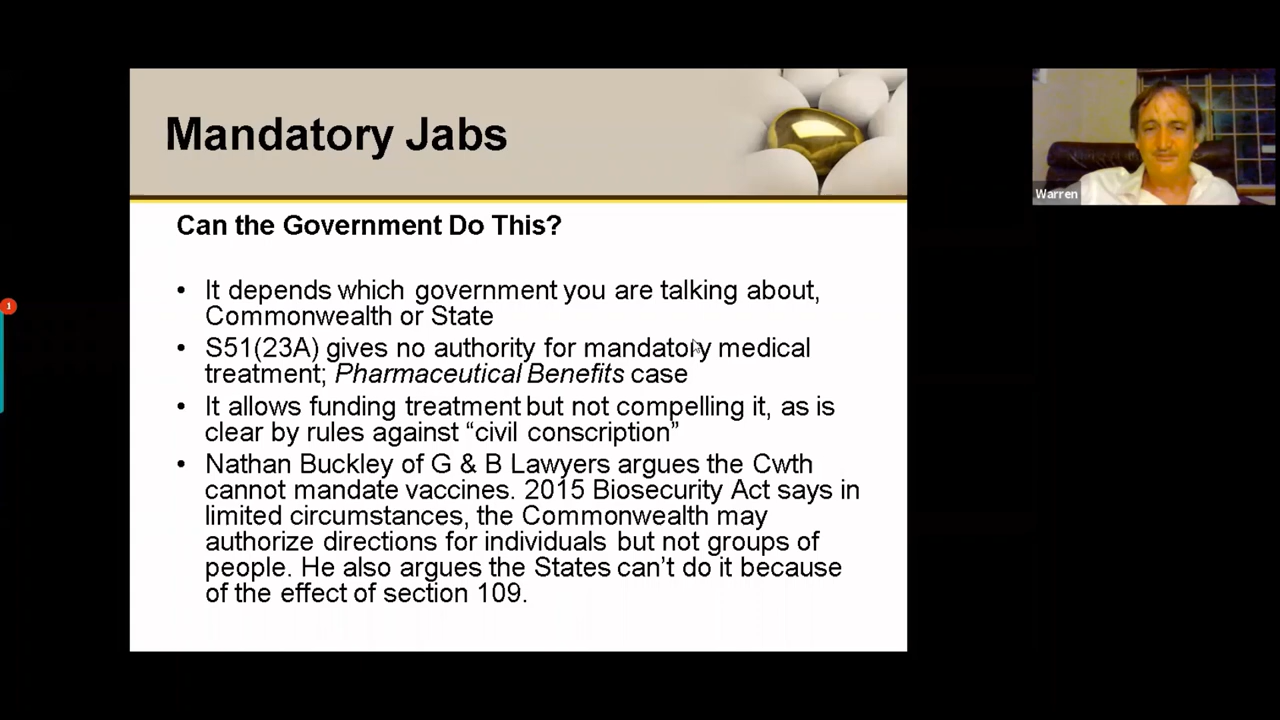 Mandatory Jabs
Warren
Can the Government Do This?
• It depends which government you are talking about,
Commonwealth or State
• S51(23A) gives no authority for mandatory medical
treatment; Pharmaceutical Benefits case
• It allows funding treatment but not compelling it, as is
clear by rules against “civil conscription”
• Nathan Buckley of G & B Lawyers argues the Cwth
cannot mandate vaccines. 2015 Biosecurity Act says in
limited circumstances, the Commonwealth may
authorize directions for individuals but not groups of
people. He also argues the States can’t do it because
of the effect of section 109.
1